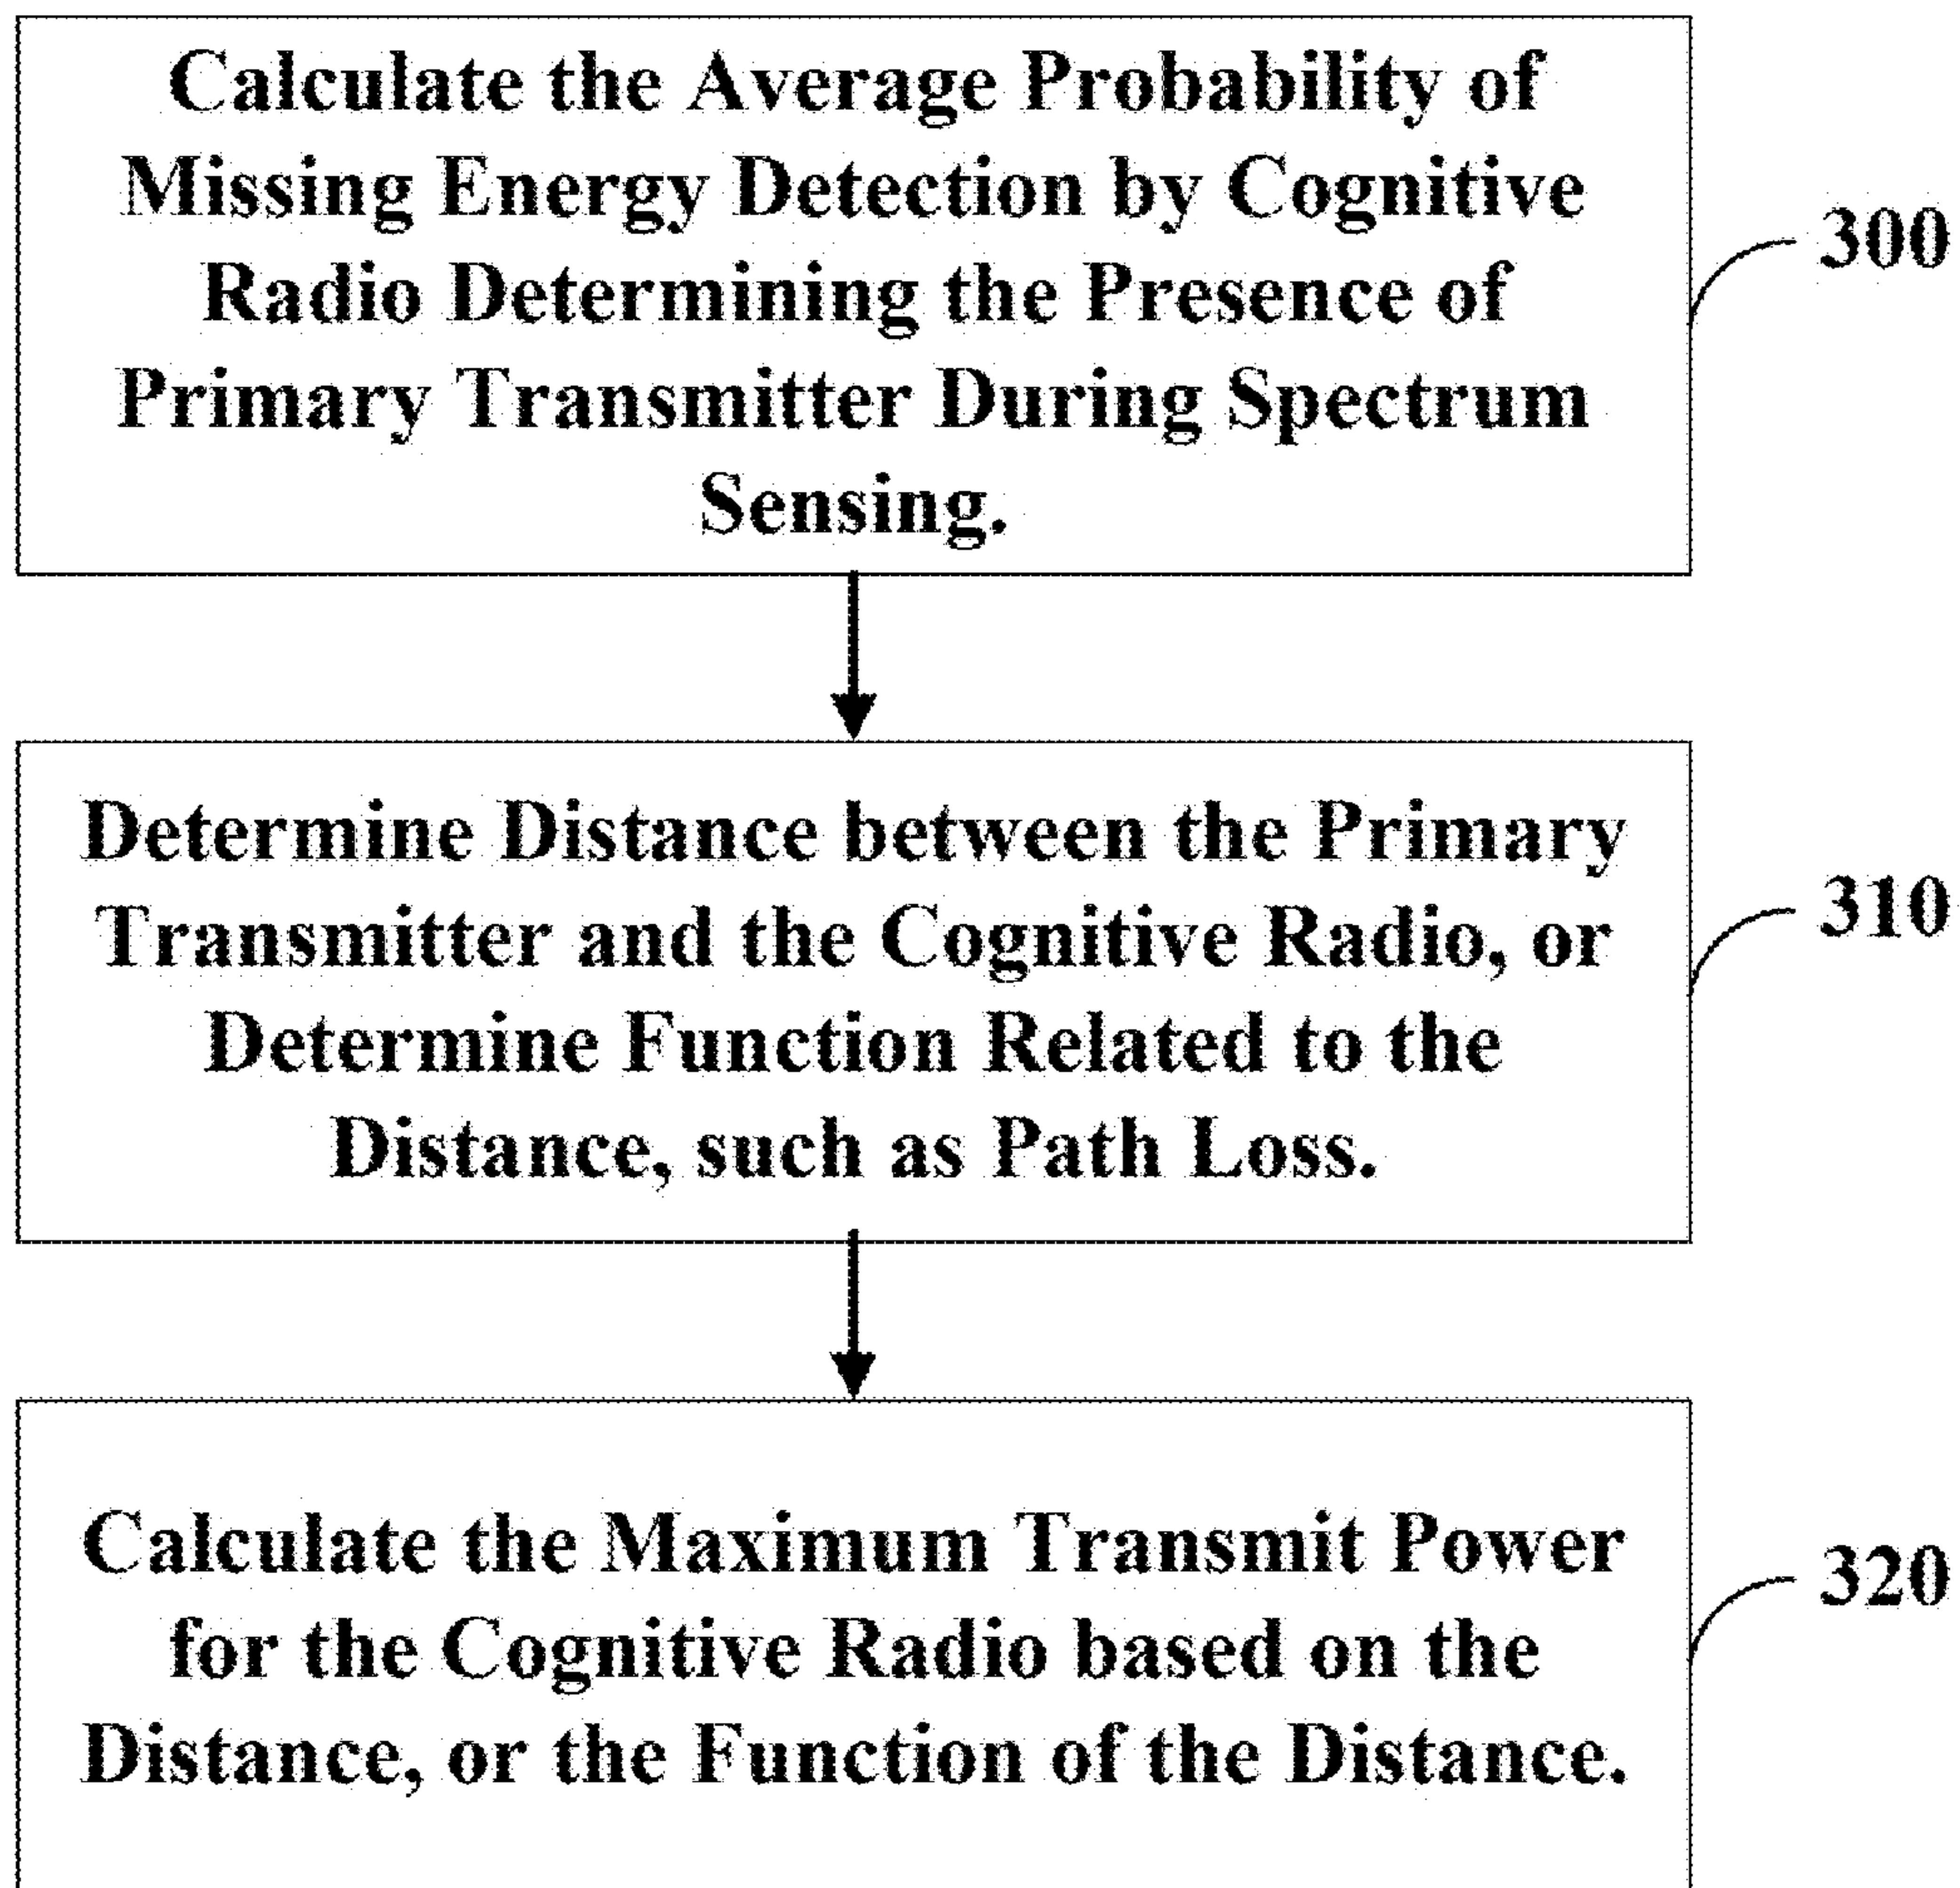 Calculate the Average Probability of
Missing Energy Detection by Cognitive
Radio Determining the Presence of
Primary Transmitter During Spectrum
Sensing.
300
Determine Distance between the Primary
Transmitter and the Cognitive Radio, or
Determine Function Related to the
Distance, such as Path Loss.
310
Calculate the Maximum Transmit Power
for the Cognitive Radio based on the
Distance, or the Function of the Distance.
320